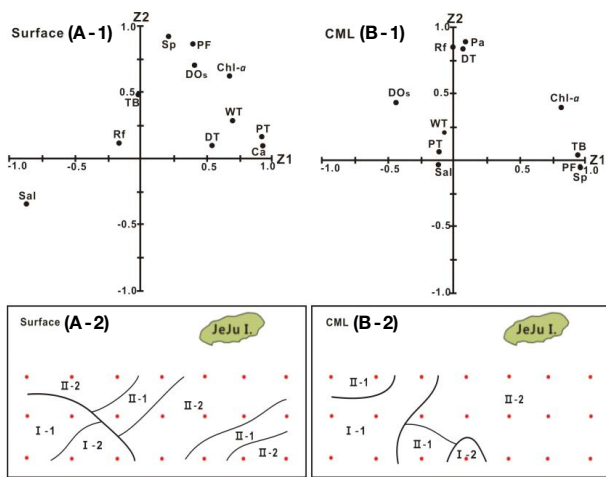 Surface (A-1)
Z2
1.0
Sp
PF
DOs
Chl-a
0.5
TB
WT
Rf
DT
PT
Ca
Z1
-1.0
-0.5
0.5
1.0
Sal
-0.5
-1.0
CML (B-1)
Z2
1.0
Rf
Pa
DT
DOs
0.5
Chl-a
WT
PT
TB
Sal
PF
Sp
Z1
-1.0
-0.5
0.5
1.0
-0.5
-1.0
Surface (A-2)
JeJu I.
II-2
II-1
II-2
I-1
I-2
II-1
II-2
CML (B-2)
JeJu I.
II-1
II-2
I-1
II-1
I-2